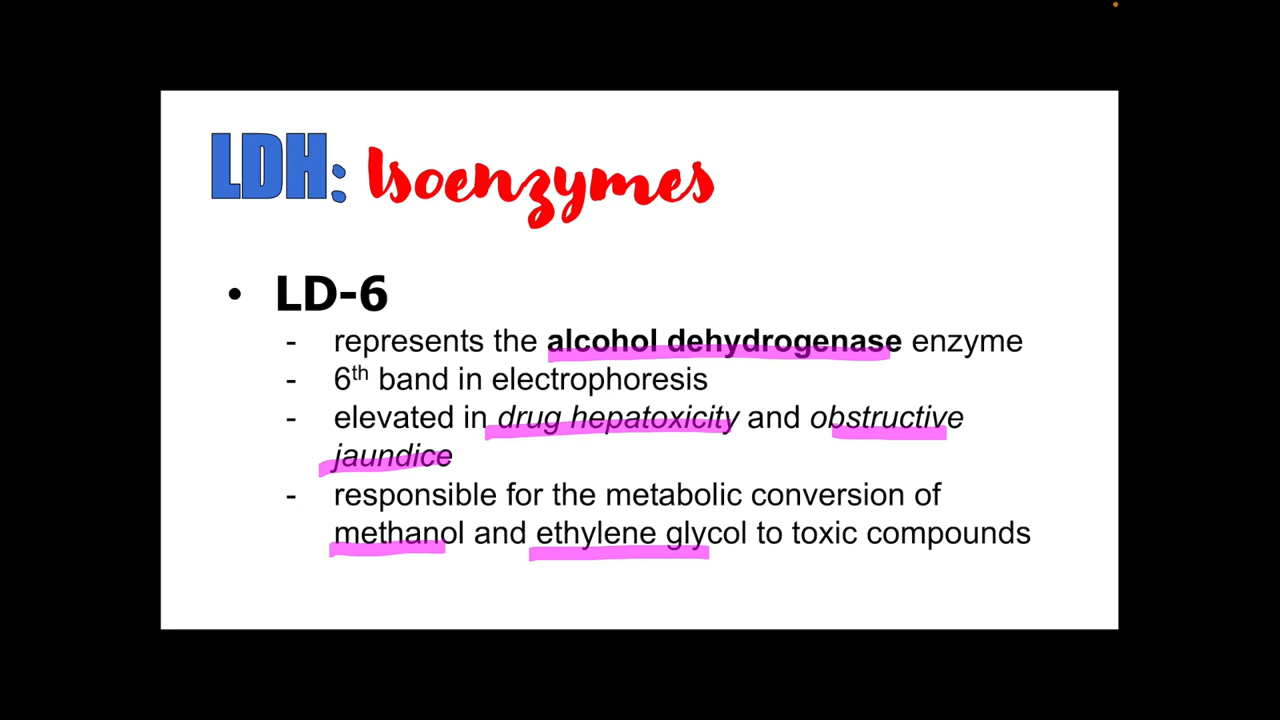 LDH: Isoenzymes
• LD-6
- represents the alcohol dehydrogenase enzyme
- 6th band in electrophoresis
- elevated in drug hepatoxicity and obstructive
jaundice
- responsible for the metabolic conversion of
methanol and ethylene glycol to toxic compounds